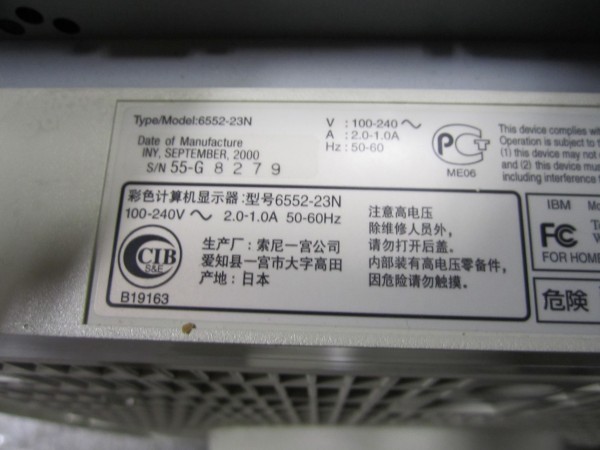 Type/Model:6552-23N
V : 100-240～
A : 2.0-1.0A
Hz : 50-60
Date of Manufacture
INY, SEPTEMBER, 2000
S/N 55-G 8279
PCT
ME06
This device complies
Operation is subject to
(1) this device may not
and (2) this device must
including interference
彩色计算机显示器:型号6552-23N
100-240V ～ 2.0-1.0A 50-60Hz
CIB
S&E
B19163
生产厂：索尼一宫公司
爱知县一宫市大字高田
产地:日本
注意高电压
除维修人员外，
请勿打开后盖。
内部装有高电压零备件，
因危险请勿触摸。
IBM
FC
FOR HOME
危険